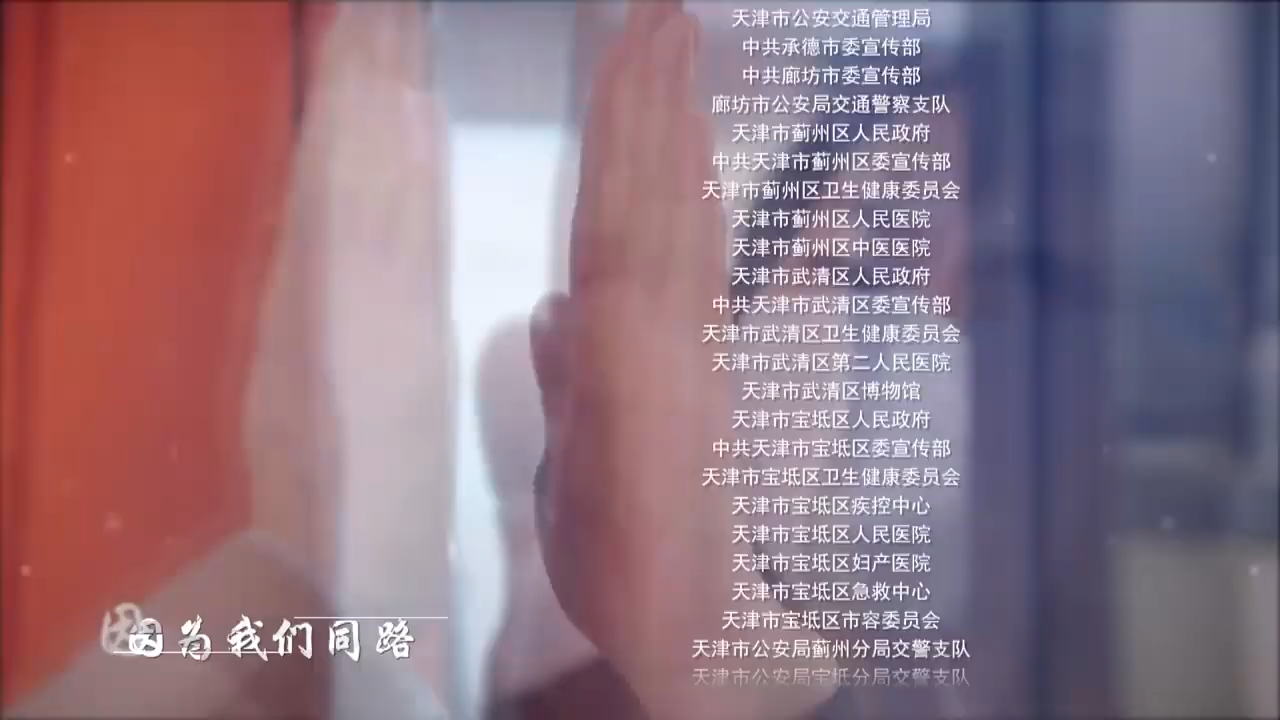 天津市公安交通管理局
中共承德市委宣传部
中共廊坊市委宣传部
廊坊市公安局交通警察支队
天津市蓟州区人民政府
中共天津市蓟州区委宣传部
天津市蓟州区卫生健康委员会
天津市蓟州区人民医院
天津市蓟州区中医医院
天津市武清区人民政府
中共天津市武清区委宣传部
天津市武清区卫生健康委员会
天津市武清区第二人民医院
天津市武清区博物馆
天津市宝坻区人民政府
中共天津市宝坻区委宣传部
天津市宝坻区卫生健康委员会
天津市宝坻区疾控中心
天津市宝坻区人民医院
天津市宝坻区妇产医院
天津市宝坻区急救中心
天津市宝坻区市容委员会
天津市公安局蓟州分局交警支队
天津市公安局宝坻分局交警支队
因为我们同路